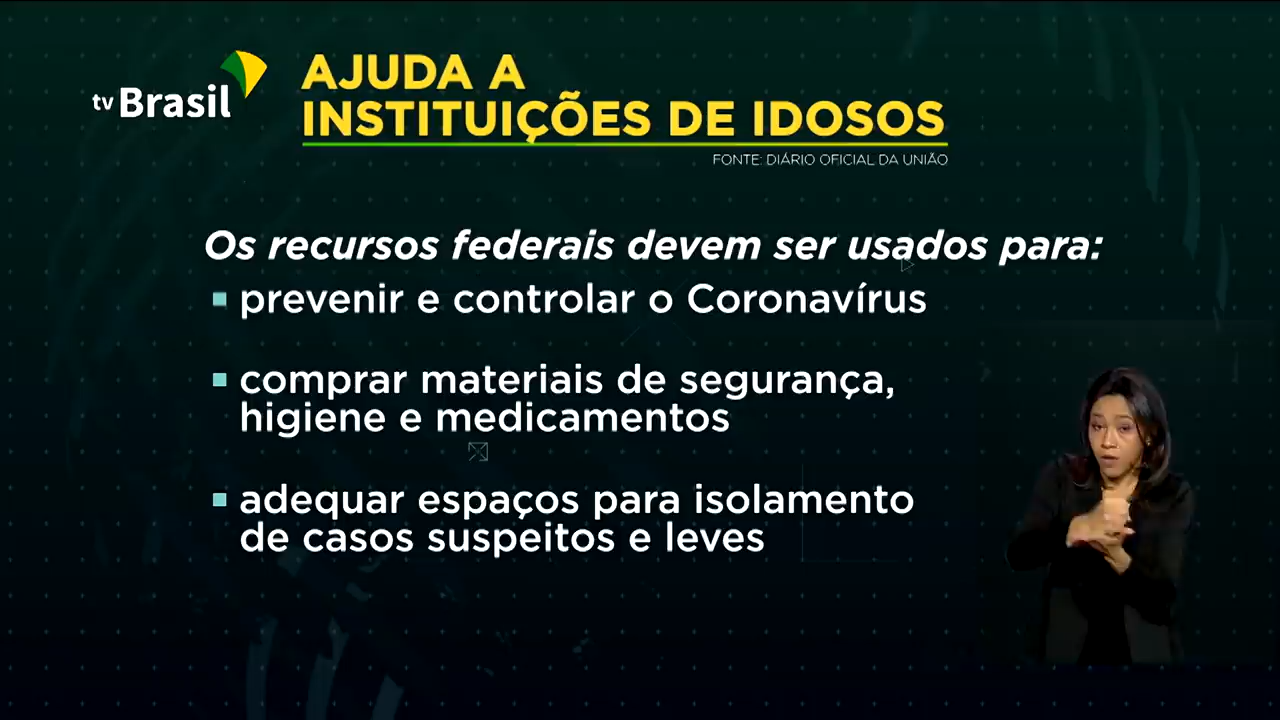 tv Brasil
AJUDA A
INSTITUIÇÕES DE IDOSOS
FONTE: DIÁRIO OFICIAL DA UNIÃO
Os recursos federais devem ser usados para:
prevenir e controlar o Coronavírus
comprar materiais de segurança,
higiene e medicamentos
adequar espaços para isolamento
de casos suspeitos e leves